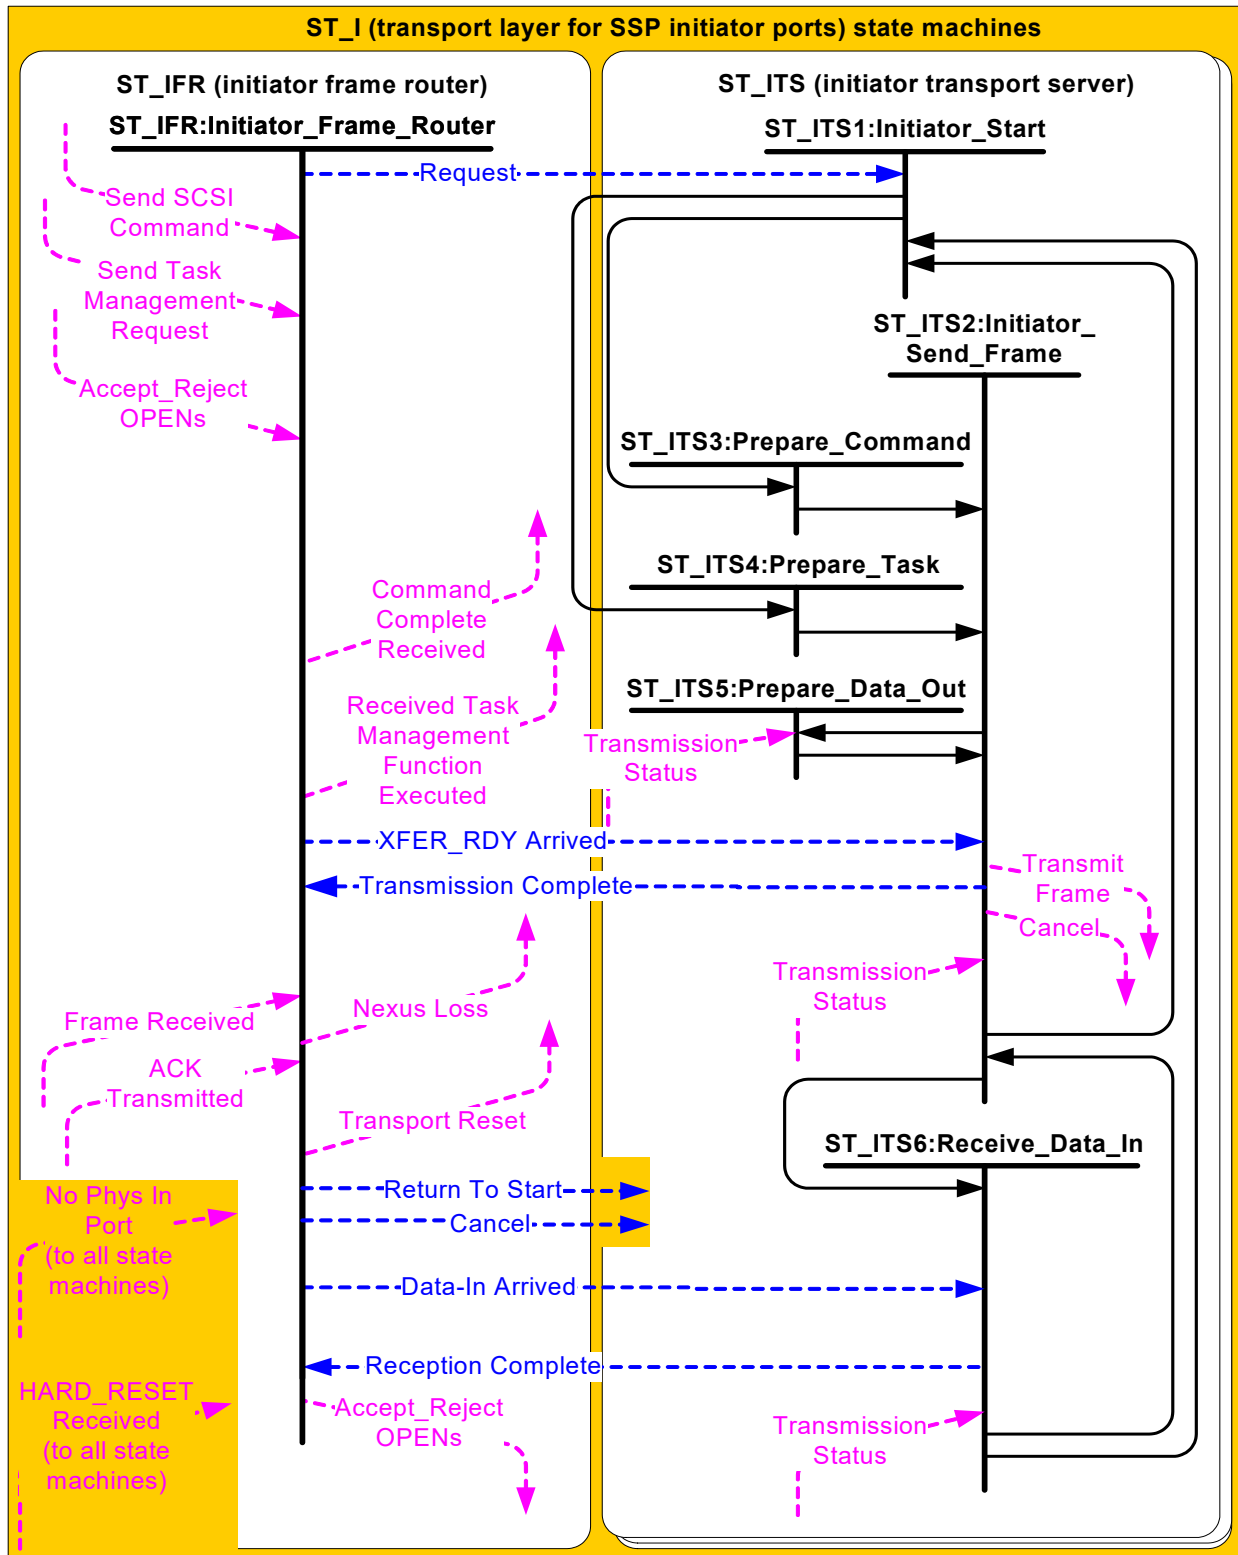 ST_I (transport layer for SSP initiator ports) state machines
ST_IFR (initiator frame router)
ST_IFR:Initiator_Frame_Router
Send SCSI
Command
Send Task
Management
Request
Accept_Reject
OPENs
Command
Complete
Received
Received Task
Management
Function
Executed
Frame Received
Nexus Loss
ACK
Transmitted
Transport Reset
No Phys In
Port
(to all state
machines)
HARD_RESET
Received
(to all state
machines)
Accept_Reject
OPENs
Request
XFER_RDY Arrived
Transmission Complete
Return To Start
Cancel
Data-In Arrived
Reception Complete
ST_ITS (initiator transport server)
ST_ITS1:Initiator_Start
ST_ITS2:Initiator_
Send_Frame
ST_ITS3:Prepare_Command
ST_ITS4:Prepare_Task
ST_ITS5:Prepare_Data_Out
Transmission
Status
Transmit
Frame
Cancel
Transmission
Status
ST_ITS6:Receive_Data_In
Transmission
Status